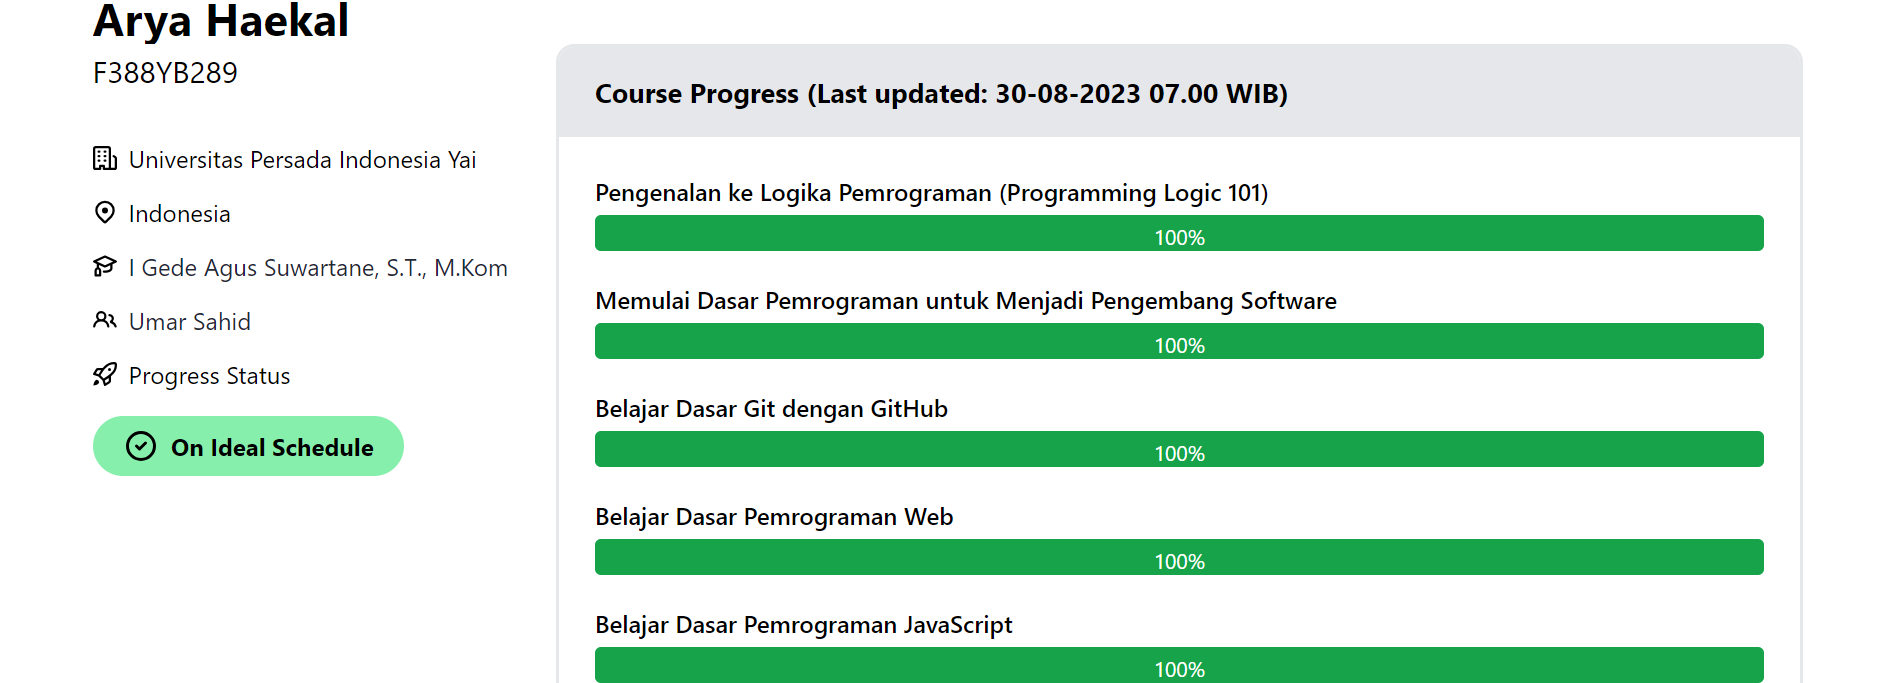 Arya Haekal
F388YB289
Universitas Persada Indonesia Yai
Indonesia
I Gede Agus Suwartane, S.T., M.Kom
Umar Sahid
Progress Status
On Ideal Schedule
Course Progress (Last updated: 30-08-2023 07.00 WIB)
Pengenalan ke Logika Pemrograman (Programming Logic 101)
100%
Memulai Dasar Pemrograman untuk Menjadi Pengembang Software
100%
Belajar Dasar Git dengan GitHub
100%
Belajar Dasar Pemrograman Web
100%
Belajar Dasar Pemrograman JavaScript
100%